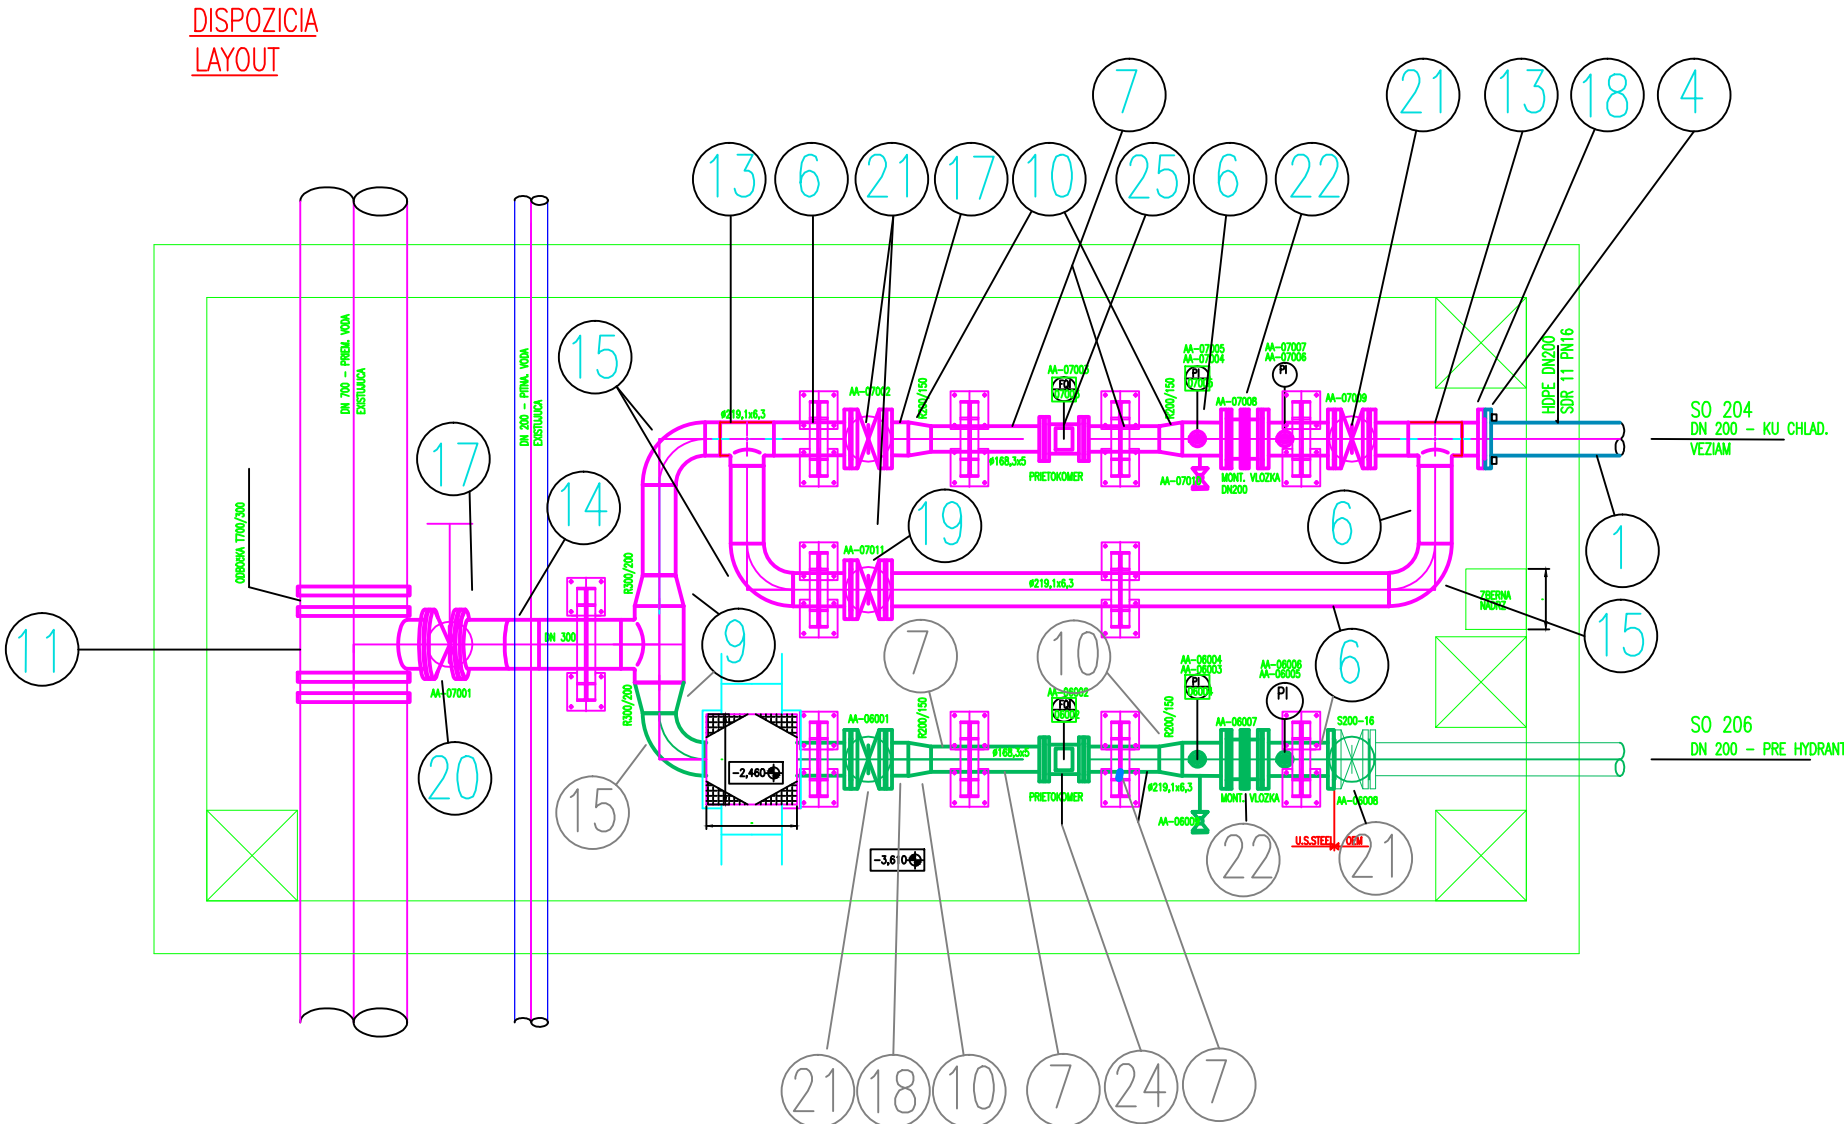 DISPOZICIA
LAYOUT
7
21
13
18
4
13
6
21
17
10
25
6
22
15
DN 700 - PRIEM. VODA
EXISTUJUCA
DN 200 - PITNA. VODA
EXISTUJUCA
ø219,1x6,3
AA-07002
R200/150
AA-07003
FQI
R200/150
AA-07005
AA-07004
PI
AA-07007
AA-07006
PI
AA-07008
AA-07009
HDPE DN200
SDR 11 PN16
SO 204
DN 200 - KU CHLAD.
VEZIAM
17
14
ø168,3x5
PRIETOKOMER
MONT. VLOZKA
DN200
19
6
1
ODBOCKA T700/300
R300/200
AA-07011
ø219,1x6,3
ZBERNA
NADRZ
11
DN 300
9
7
10
6
15
AA-07001
R300/200
20
15
-2,460
AA-06001
R200/150
ø168,3x5
AA-06002
FQI
PRIETOKOMER
R200/150
AA-06004
AA-06003
PI
ø219,1x6,3
AA-06006
AA-06005
PI
AA-06007
MONT. VLOZKA
S200-16
AA-06008
SO 206
DN 200 - PRE HYDRANT
U.S.STEEL
OFM
-3,610
22
21
21
18
10
7
24
7